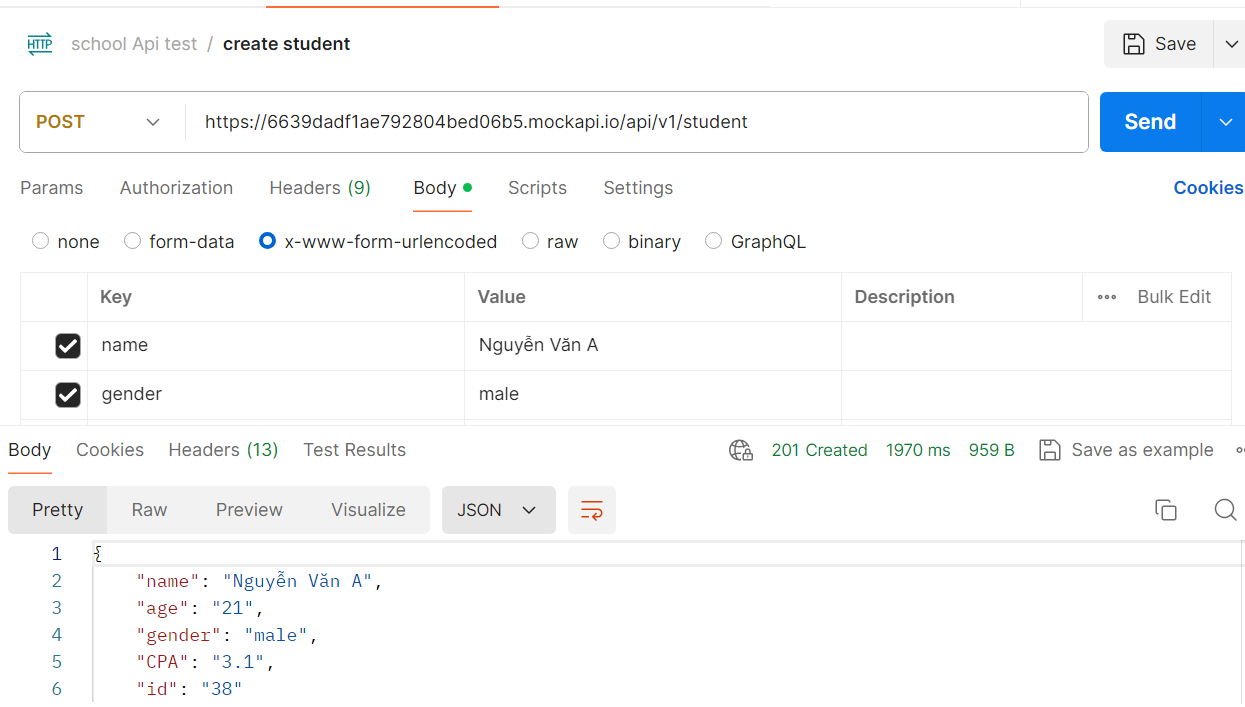 HTTP school Api test / create student Save
POST https://6639dadf1ae792804bed06b5.mockapi.io/api/v1/student Send
Params Authorization Headers (9) Body Scripts Settings Cookies
none form-data x-www-form-urlencoded raw binary GraphQL
Key Value Description ••• Bulk Edit
name Nguyễn Văn A
gender male
Body Cookies Headers (13) Test Results 201 Created 1970 ms 959 B Save as example
Pretty Raw Preview Visualize JSON
1 {
2 "name": "Nguyễn Văn A",
3 "age": "21",
4 "gender": "male",
5 "CPA": "3.1",
6 "id": "38"